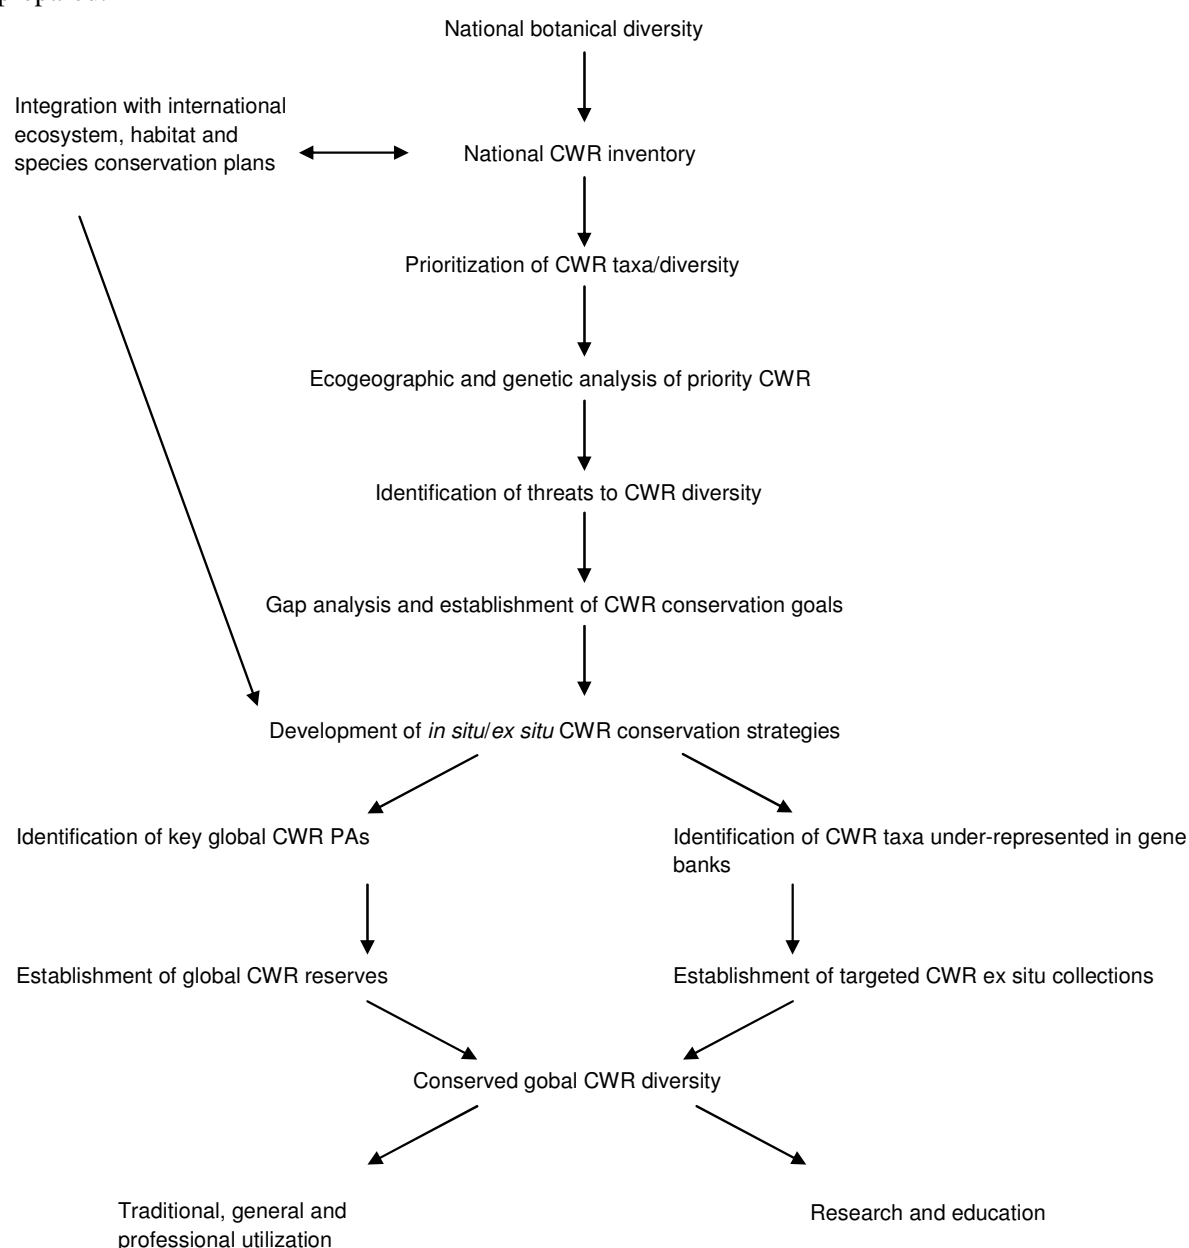 prepared.
National botanical diversity
Integration with international
ecosystem, habitat and
species conservation plans
National CWR inventory
Prioritization of CWR taxa/diversity
Ecogeographic and genetic analysis of priority CWR
Identification of threats to CWR diversity
Gap analysis and establishment of CWR conservation goals
Development of in situ/ex situ CWR conservation strategies
Identification of key global CWR PAs
Identification of CWR taxa under-represented in gene
banks
Establishment of global CWR reserves
Establishment of targeted CWR ex situ collections
Conserved gobal CWR diversity
Traditional, general and
professional utilization
Research and education